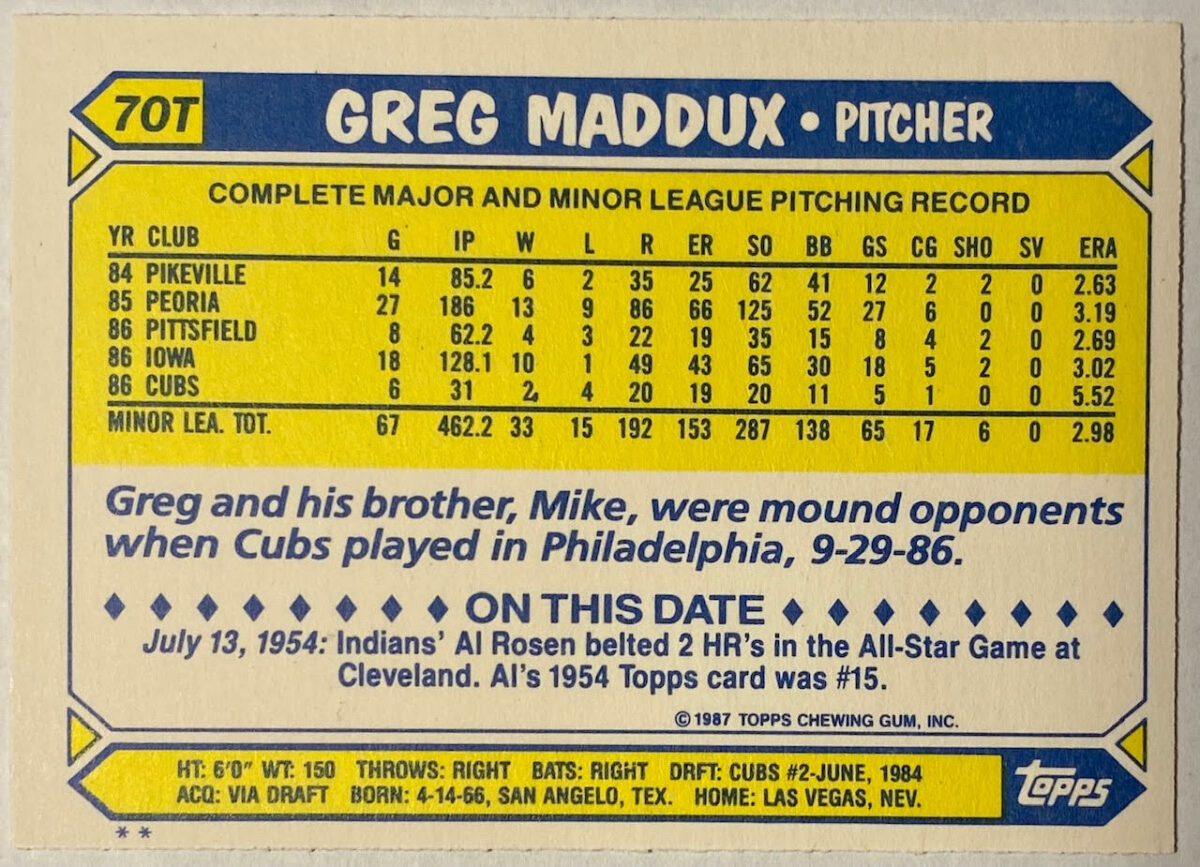 70T GREG MADDUX • PITCHER
COMPLETE MAJOR AND MINOR LEAGUE PITCHING RECORD
YR CLUB G IP W L R ER SO BB GS CG SHO SV ERA
84 PIKEVILLE 14 85.2 6 2 35 25 62 41 12 2 2 0 2.63
85 PEORIA 27 186 13 9 86 66 125 52 27 6 0 0 3.19
86 PITTSFIELD 8 62.2 4 3 22 19 35 15 8 4 2 0 2.69
86 IOWA 18 128.1 10 1 49 43 65 30 18 5 2 0 3.02
86 CUBS 6 31 2 4 20 19 20 11 5 1 0 0 5.52
MINOR LEA. TOT. 67 462.2 33 15 192 153 287 138 65 17 6 0 2.98
Greg and his brother, Mike, were mound opponents
when Cubs played in Philadelphia, 9-29-86.
ON THIS DATE
July 13, 1954: Indians' Al Rosen belted 2 HR's in the All-Star Game at
Cleveland. Al's 1954 Topps card was #15.
©1987 TOPPS CHEWING GUM, INC.
HT: 6'0" WT: 150 THROWS: RIGHT BATS: RIGHT DRFT: CUBS #2-JUNE, 1984
ACQ: VIA DRAFT BORN: 4-14-66, SAN ANGELO, TEX. HOME: LAS VEGAS, NEV.
topps
**